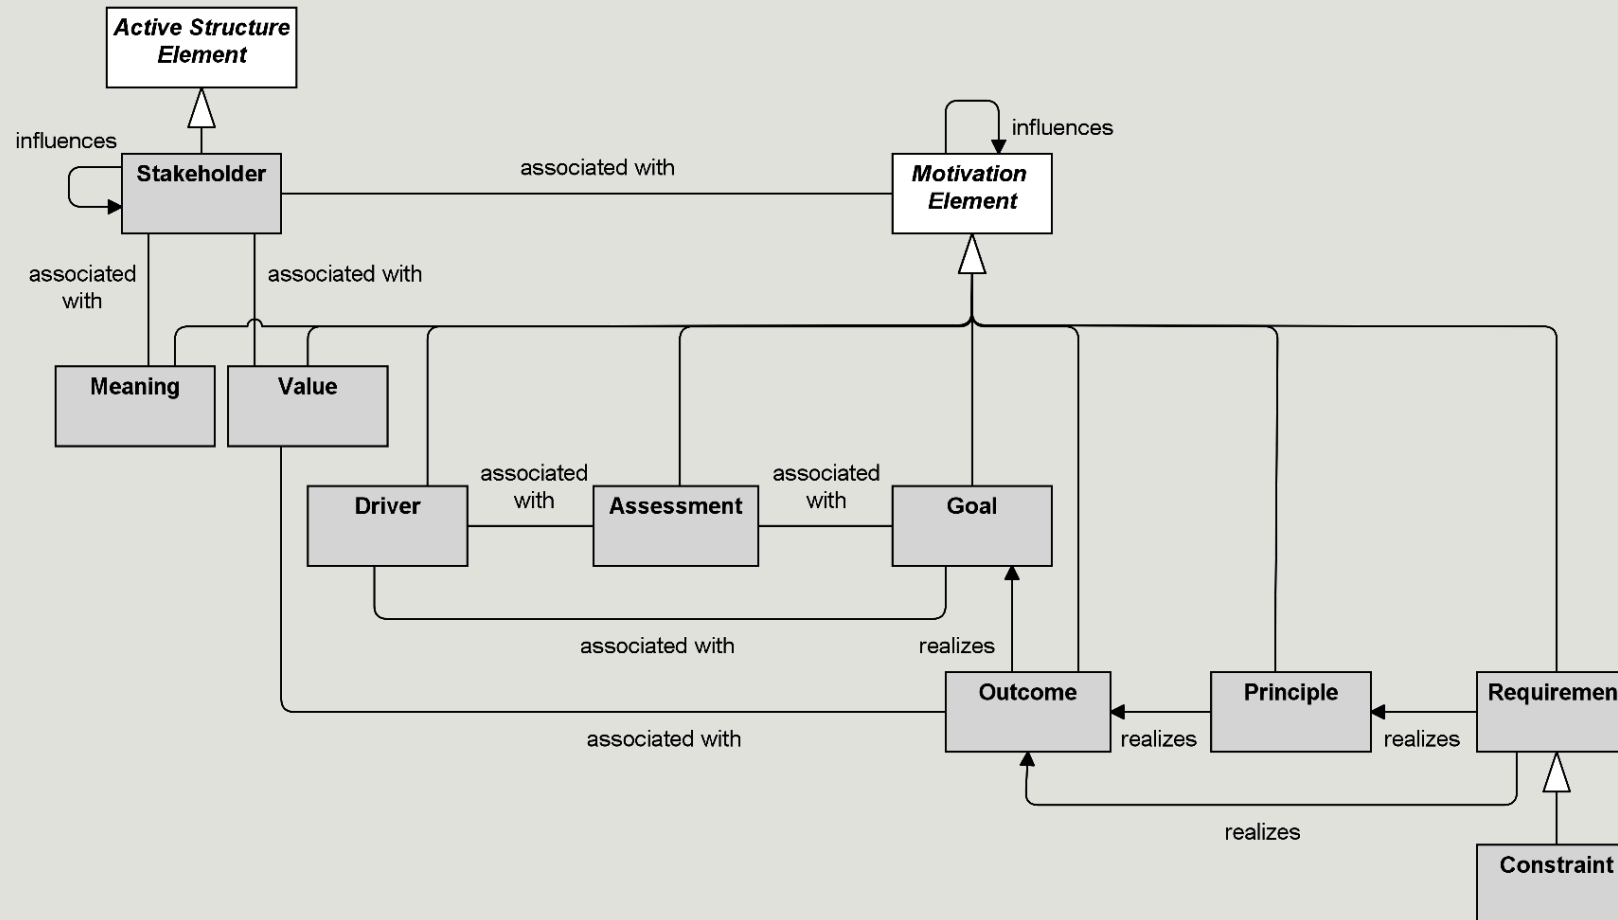 Active Structure
Element
influences
influences
Stakeholder
associated with
Motivation
Element
associated
with
associated with
Meaning
Value
associated
with
associated
with
Driver
Assessment
Goal
associated with
realizes
Outcome
Principle
Requiremen
associated with
realizes
realizes
realizes
Constraint